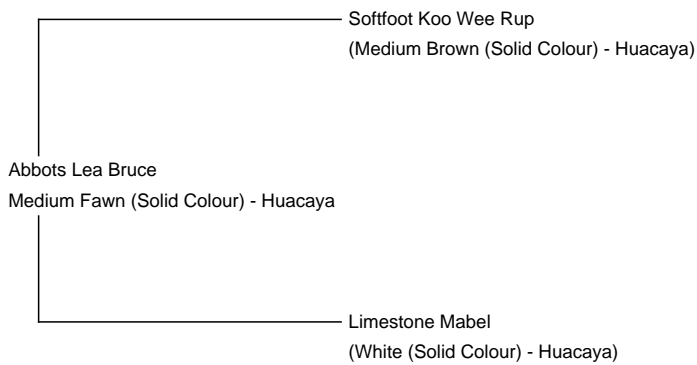 Softfoot Koo Wee Rup
(Medium Brown (Solid Colour) - Huacaya)
Abbots Lea Bruce
Medium Fawn (Solid Colour) - Huacaya
Limestone Mabel
(White (Solid Colour) - Huacaya)